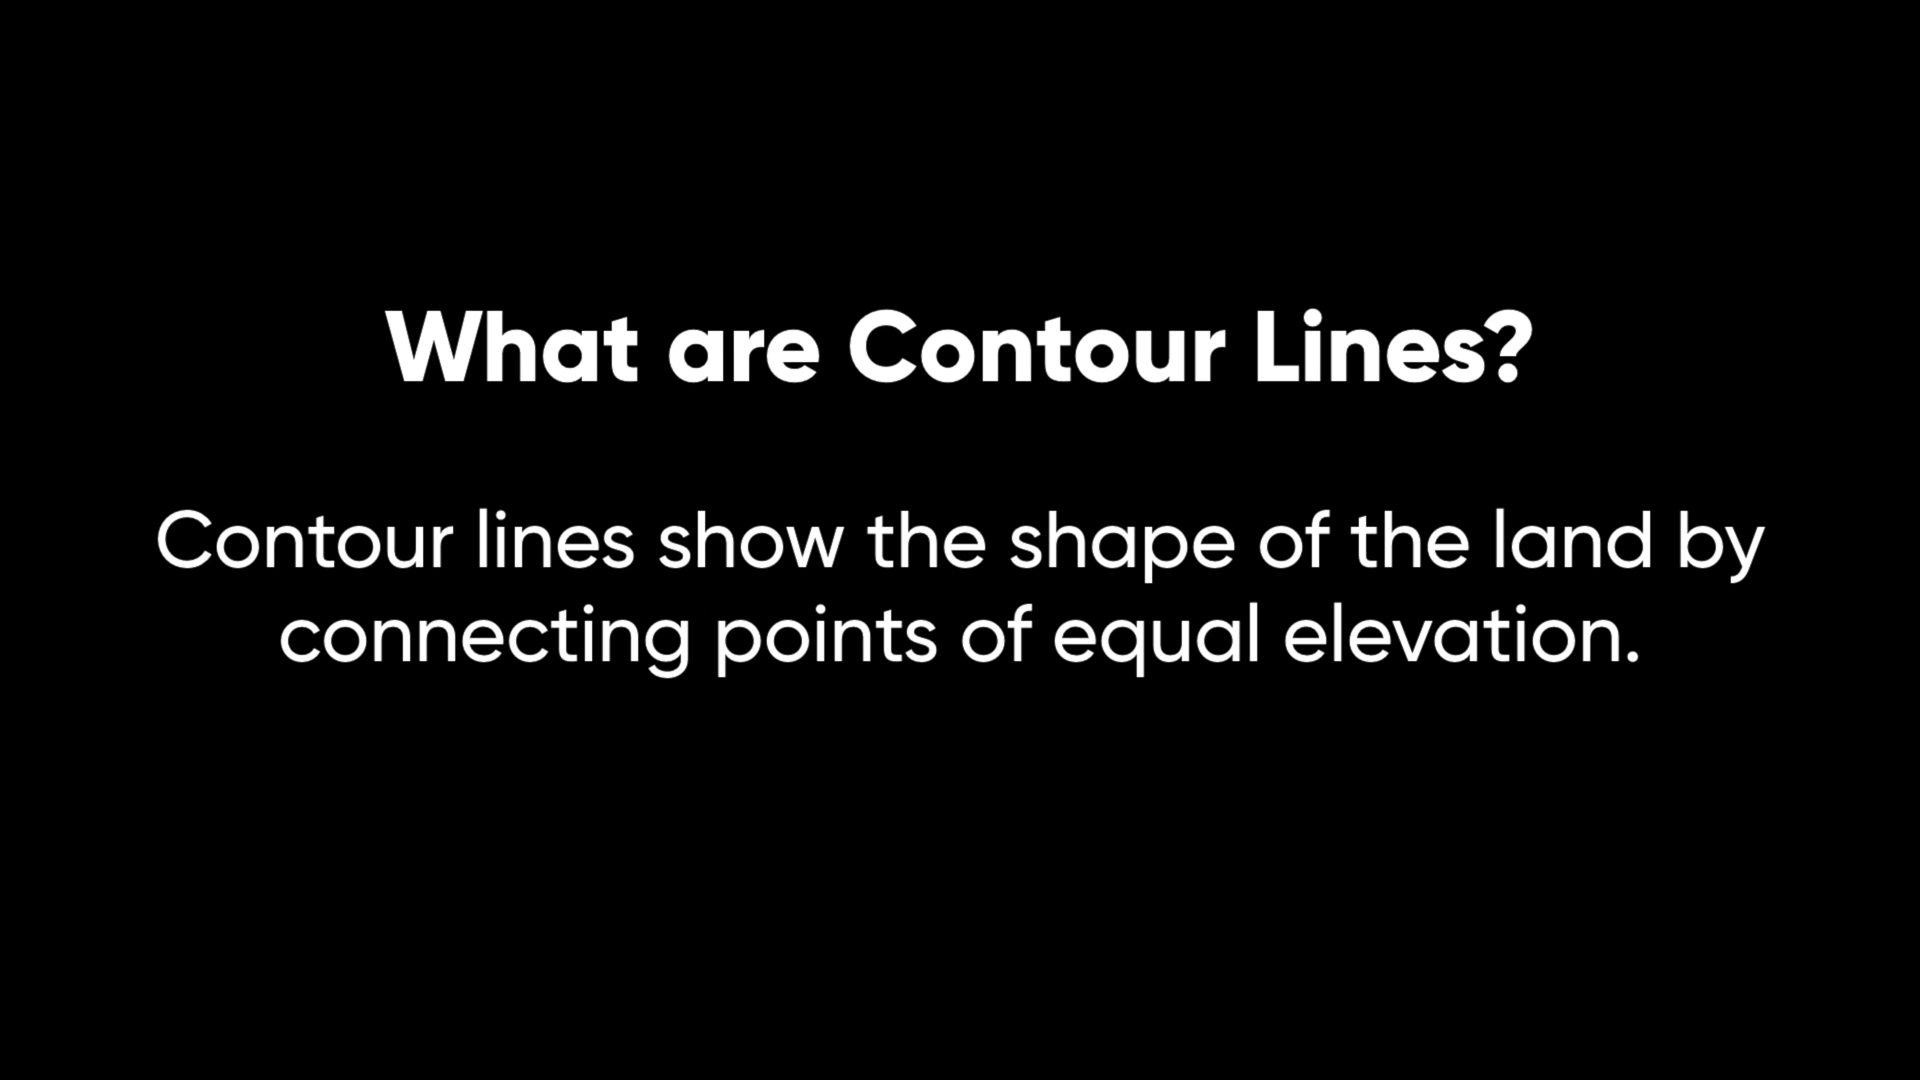 What are Contour Lines?
Contour lines show the shape of the land by
connecting points of equal elevation.